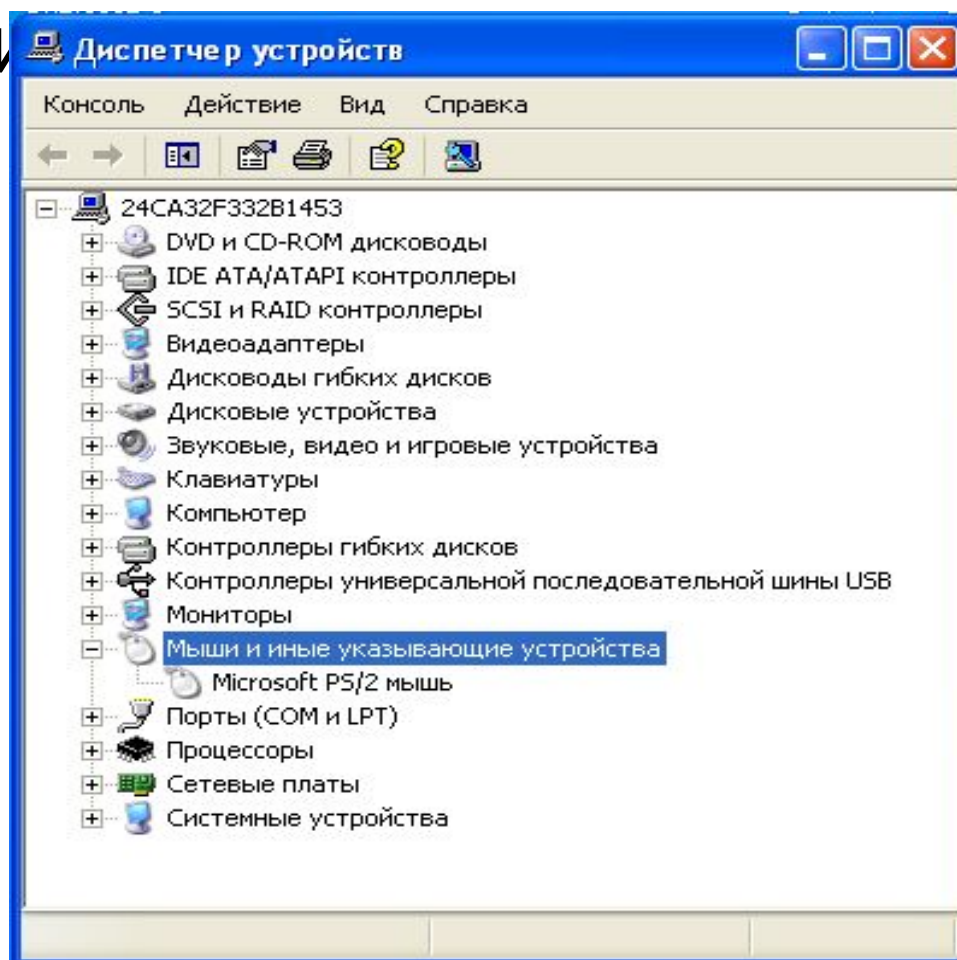 Диспетчер устройств
Консоль Действие Вид Справка
24CA32F332B1453
DVD и CD-ROM дисководы
IDE ATA/ATAPI контроллеры
SCSI и RAID контроллеры
Видеоадаптеры
Дисководы гибких дисков
Дисковые устройства
Звуковые, видео и игровые устройства
Клавиатуры
Компьютер
Контроллеры гибких дисков
Контроллеры универсальной последовательной шины USB
Мониторы
Мыши и иные указывающие устройства
Microsoft PS/2 мышь
Порты (COM и LPT)
Процессоры
Сетевые платы
Системные устройства